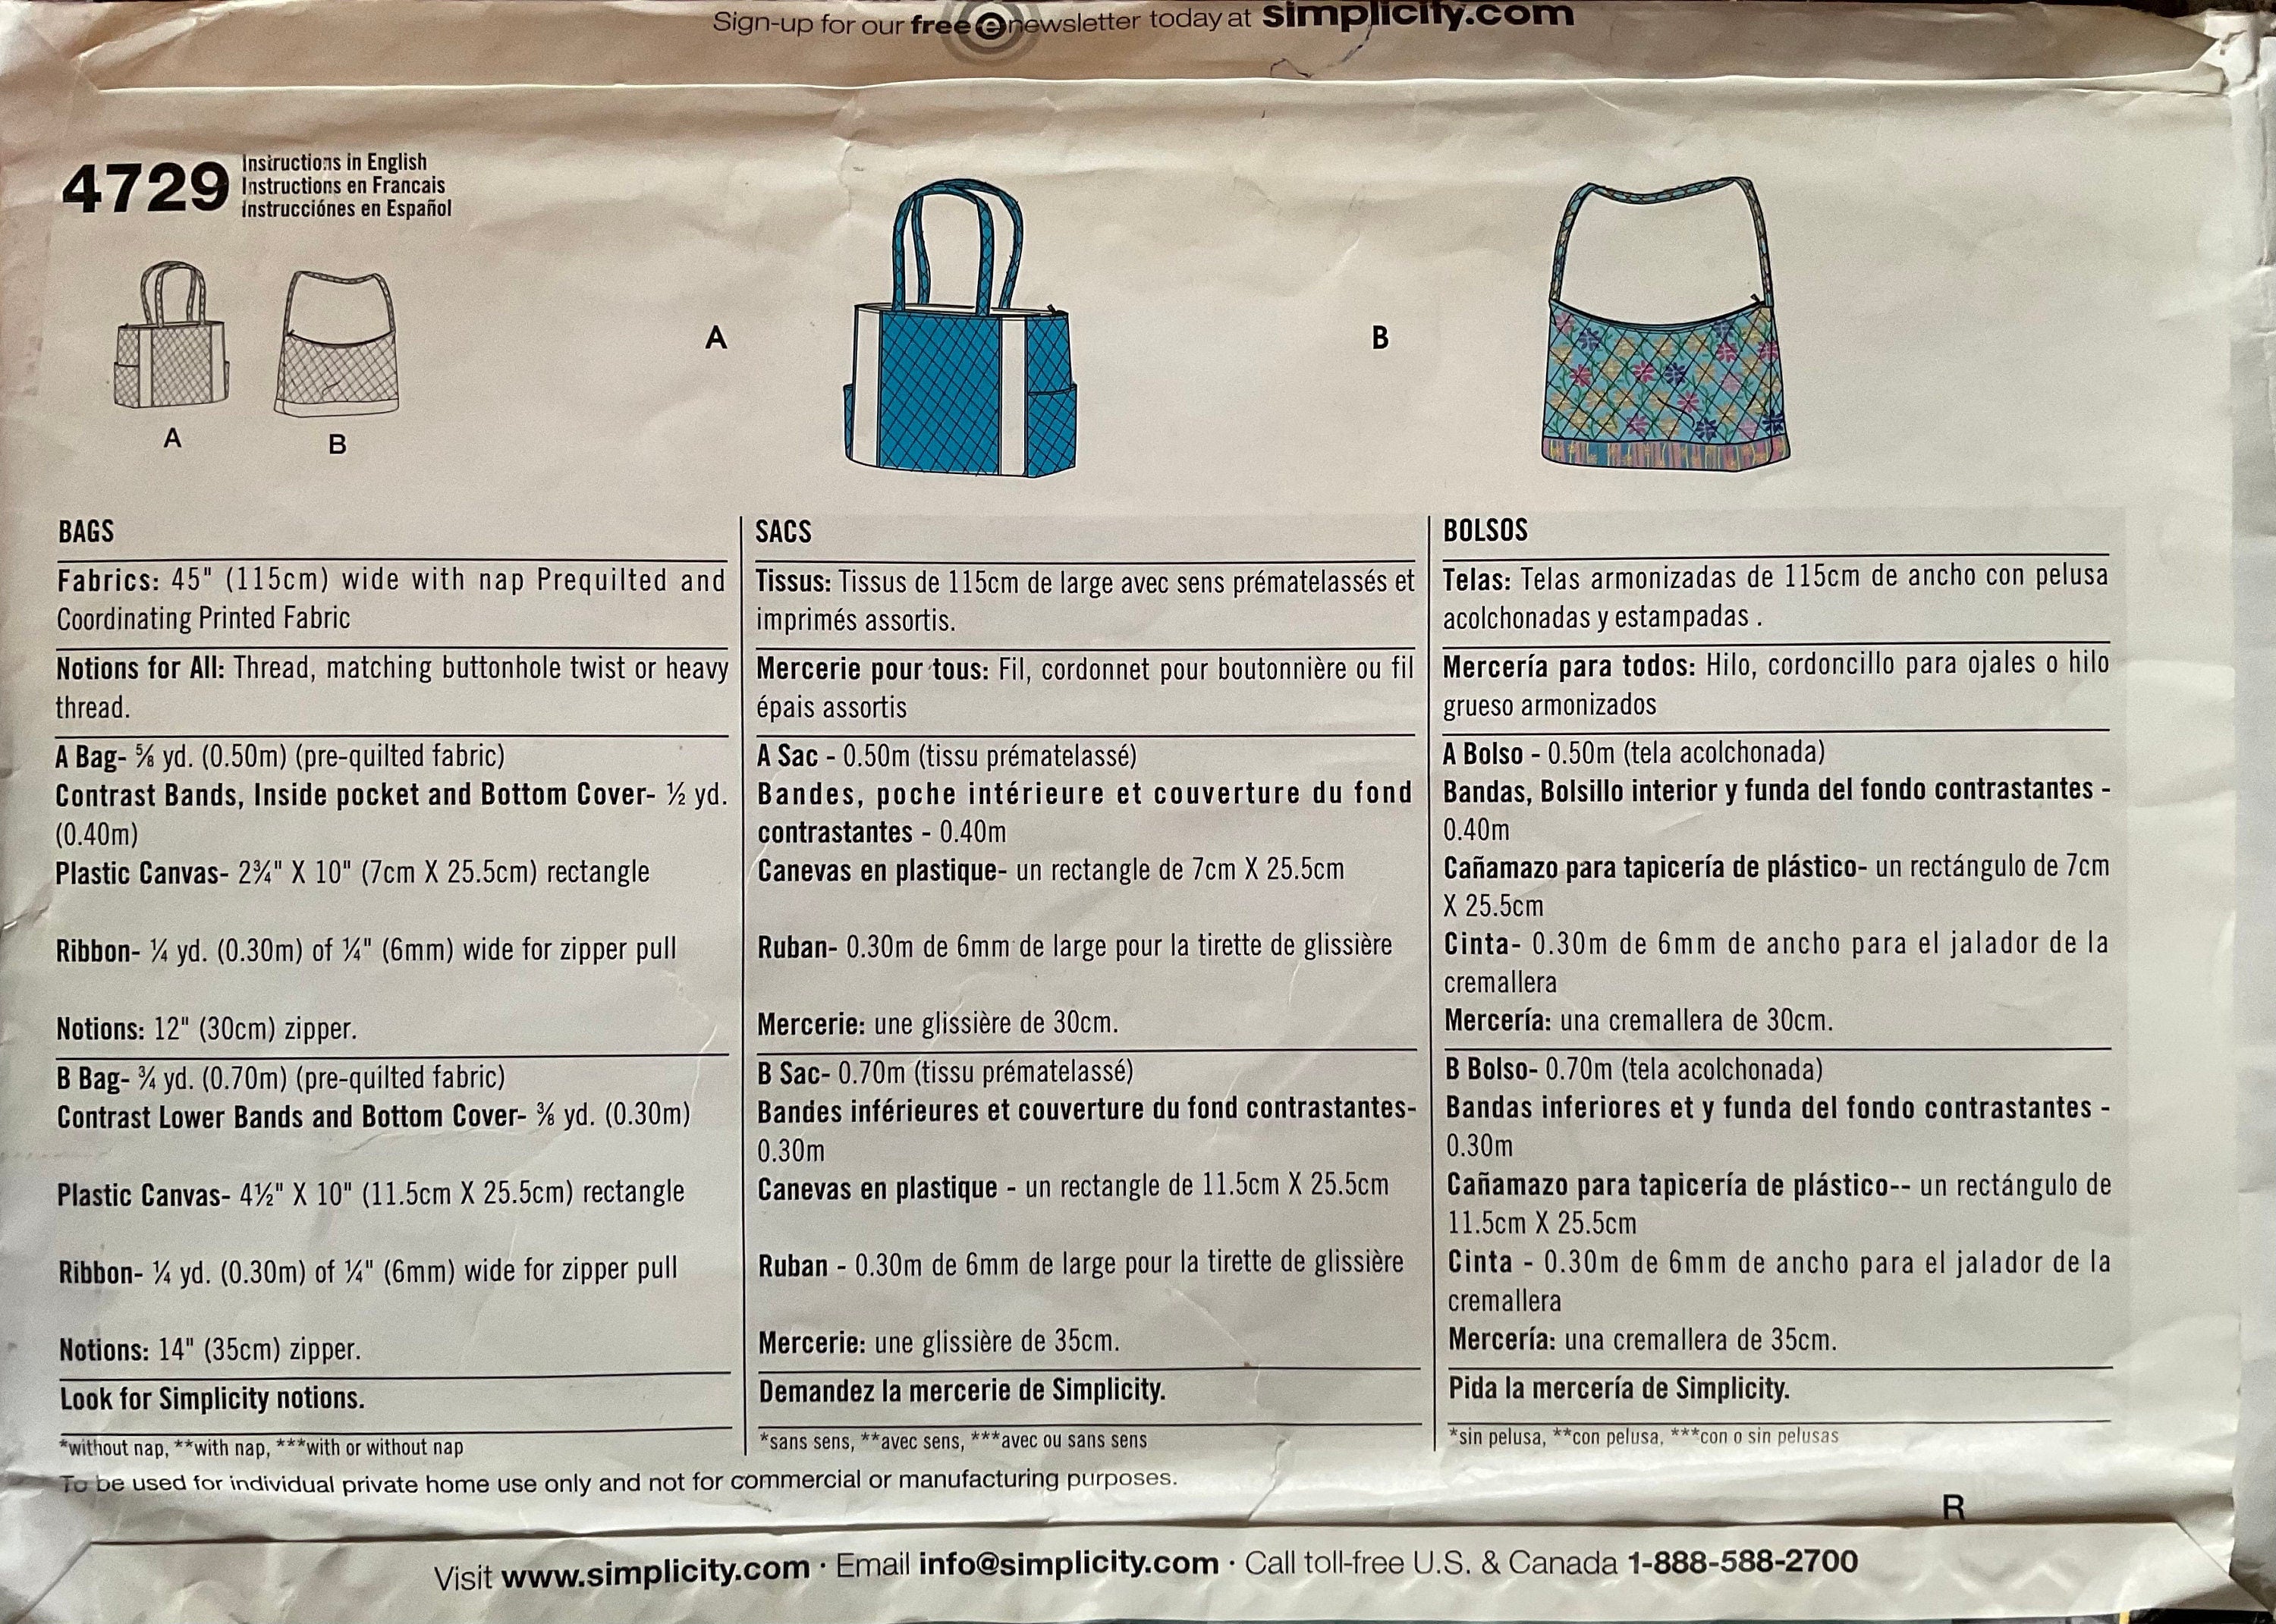 Sign-up for our free e newsletter today at simplicity.com
4729
Instructions in English
Instructions en Francais
Instrucciónes en Español
A
B
A
B
BAGS
Fabrics: 45" (115cm) wide with nap Prequilted and
Coordinating Printed Fabric
Notions for All: Thread, matching buttonhole twist or heavy
thread.
A Bag- ⅝ yd. (0.50m) (pre-quilted fabric)
Contrast Bands, Inside pocket and Bottom Cover- ½ yd.
(0.40m)
Plastic Canvas- 2¾" X 10" (7cm X 25.5cm) rectangle
Ribbon- ¼ yd. (0.30m) of ¼" (6mm) wide for zipper pull
Notions: 12" (30cm) zipper.
B Bag- ¾ yd. (0.70m) (pre-quilted fabric)
Contrast Lower Bands and Bottom Cover- ⅜ yd. (0.30m)
Plastic Canvas- 4½" X 10" (11.5cm X 25.5cm) rectangle
Ribbon- ¼ yd. (0.30m) of ¼" (6mm) wide for zipper pull
Notions: 14" (35cm) zipper.
Look for Simplicity notions.
*without nap, **with nap, ***with or without nap
SACS
Tissus: Tissus de 115cm de large avec sens prématelassés et
imprimés assortis.
Mercerie pour tous: Fil, cordonnet pour boutonnière ou fil
épais assortis
A Sac - 0.50m (tissu prématelassé)
Bandes, poche intérieure et couverture du fond
contrastantes - 0.40m
Canevas en plastique- un rectangle de 7cm X 25.5cm
Ruban- 0.30m de 6mm de large pour la tirette de glissière
Mercerie: une glissière de 30cm.
B Sac- 0.70m (tissu prématelassé)
Bandes inférieures et couverture du fond contrastantes-
0.30m
Canevas en plastique - un rectangle de 11.5cm X 25.5cm
Ruban - 0.30m de 6mm de large pour la tirette de glissière
Mercerie: une glissière de 35cm.
Demandez la mercerie de Simplicity.
*sans sens, **avec sens, ***avec ou sans sens
BOLSOS
Telas: Telas armonizadas de 115cm de ancho con pelusa
acolchonadas y estampadas .
Mercería para todos: Hilo, cordoncillo para ojales o hilo
grueso armonizados
A Bolso - 0.50m (tela acolchonada)
Bandas, Bolsillo interior y funda del fondo contrastantes -
0.40m
Cañamazo para tapicería de plástico- un rectángulo de 7cm
X 25.5cm
Cinta- 0.30m de 6mm de ancho para el jalador de la
cremallera
Mercería: una cremallera de 30cm.
B Bolso- 0.70m (tela acolchonada)
Bandas inferiores et y funda del fondo contrastantes -
0.30m
Cañamazo para tapicería de plástico-- un rectángulo de
11.5cm X 25.5cm
Cinta - 0.30m de 6mm de ancho para el jalador de la
cremallera
Mercería: una cremallera de 35cm.
Pida la mercería de Simplicity.
*sin pelusa, **con pelusa, ***con o sin pelusas
To be used for individual private home use only and not for commercial or manufacturing purposes.
R
Visit www.simplicity.com · Email info@simplicity.com · Call toll-free U.S. & Canada 1-888-588-2700